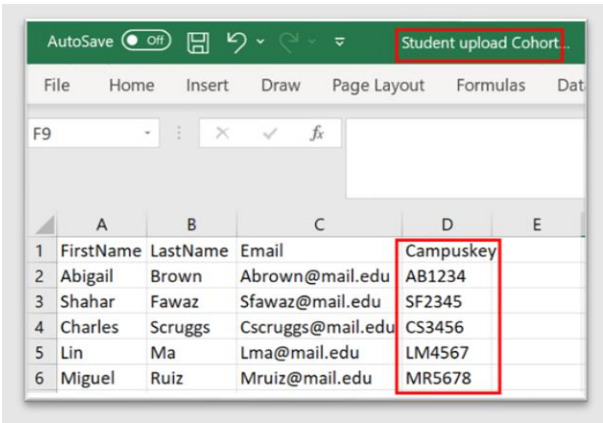 AutoSave Off Student upload Cohort...
File Home Insert Draw Page Layout Formulas Dat
F9 fx
A B C D E
1 FirstName LastName Email Campuskey
2 Abigail Brown Abrown@mail.edu AB1234
3 Shahar Fawaz Sfawaz@mail.edu SF2345
4 Charles Scruggs Cscruggs@mail.edu CS3456
5 Lin Ma Lma@mail.edu LM4567
6 Miguel Ruiz Mruiz@mail.edu MR5678